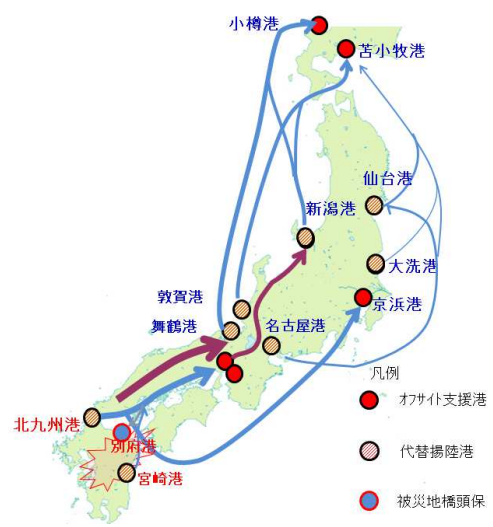 小樽港
苫小牧港
仙台港
新潟港
大洗港
敦賀港
京浜港
舞鶴港
名古屋港
凡例
オフサイト支援港
北九州港
別府港
代替揚陸港
宮崎港
被災地橋頭保